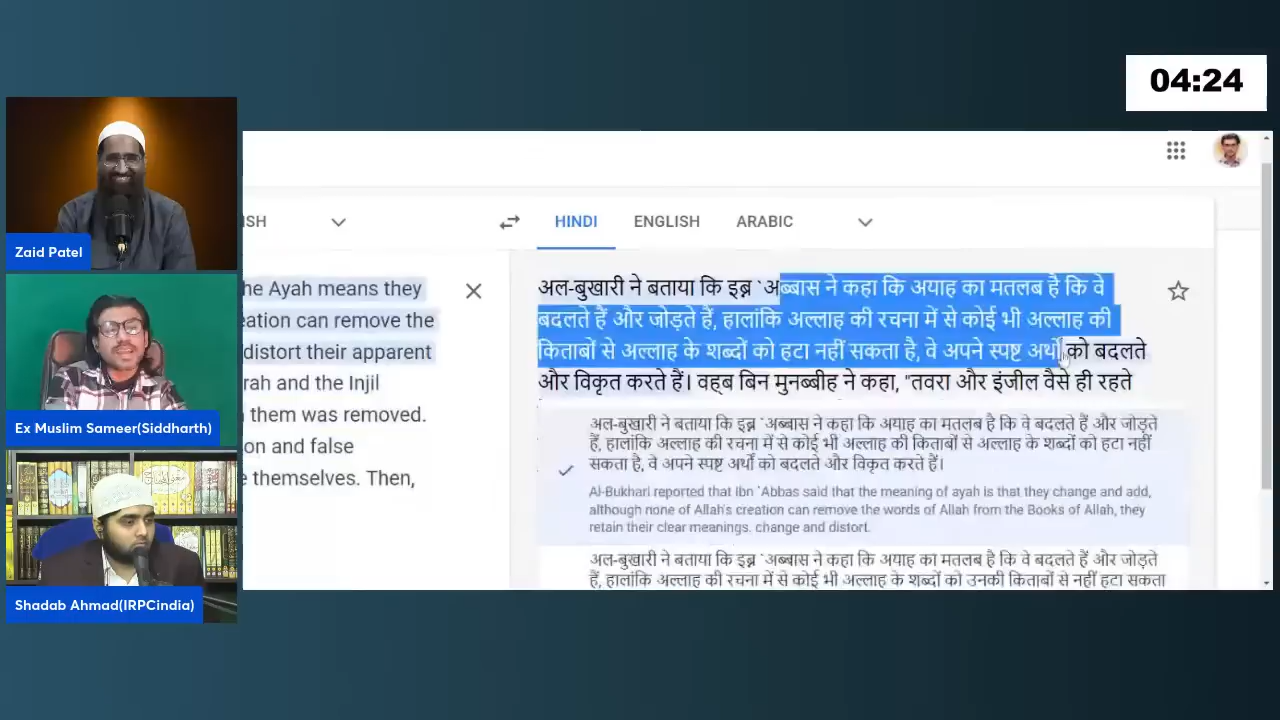 04:24
Zaid Patel
Ex Muslim Sameer(Siddharth)
Shadab Ahmad(IRPCindia)
ISH
HINDI ENGLISH ARABIC
he Ayah means they
eation can remove the
distort their apparent
rah and the Injil
them was removed.
on and false
themselves. Then,
अल-बुखारी ने बताया कि इब्न `अब्बास ने कहा कि अयाह का मतलब है कि वे
बदलते हैं और जोड़ते हैं, हालांकि अल्लाह की रचना में से कोई भी अल्लाह की
किताबों से अल्लाह के शब्दों को हटा नहीं सकता है, वे अपने स्पष्ट अर्थों को बदलते
और विकृत करते हैं। वह्ब बिन मुनब्बीह ने कहा, "तवरा और इंजील वैसे ही रहते
अल-बुखारी ने बताया कि इब्न `अब्बास ने कहा कि अयाह का मतलब है कि वे बदलते हैं और जोड़ते
हैं, हालांकि अल्लाह की रचना में से कोई भी अल्लाह की किताबों से अल्लाह के शब्दों को हटा नहीं
सकता है, वे अपने स्पष्ट अर्थों को बदलते और विकृत करते हैं।
Al-Bukhari reported that Ibn `Abbas said that the meaning of ayah is that they change and add,
although none of Allah's creation can remove the words of Allah from the Books of Allah, they
retain their clear meanings. change and distort.
अल-बुखारी ने बताया कि इब्न `अब्बास ने कहा कि अयाह का मतलब है कि वे बदलते हैं और जोड़ते
हैं, हालांकि अल्लाह की रचना में से कोई भी अल्लाह के शब्दों को उनकी किताबों से नहीं हटा सकता